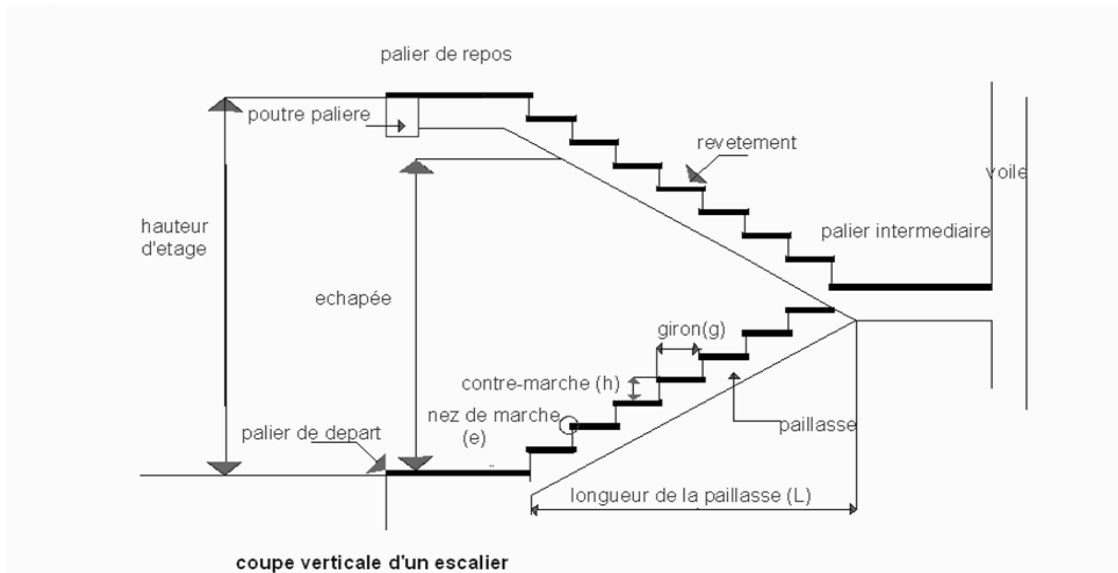 palier de repos
poutre paliere
revetement
voile
hauteur
d'etage
palier intermediaire
echapée
giron(g)
contre-marche (h)
nez de marche
(e)
paillasse
palier de depart
longueur de la paillasse (L)
coupe verticale d'un escalier